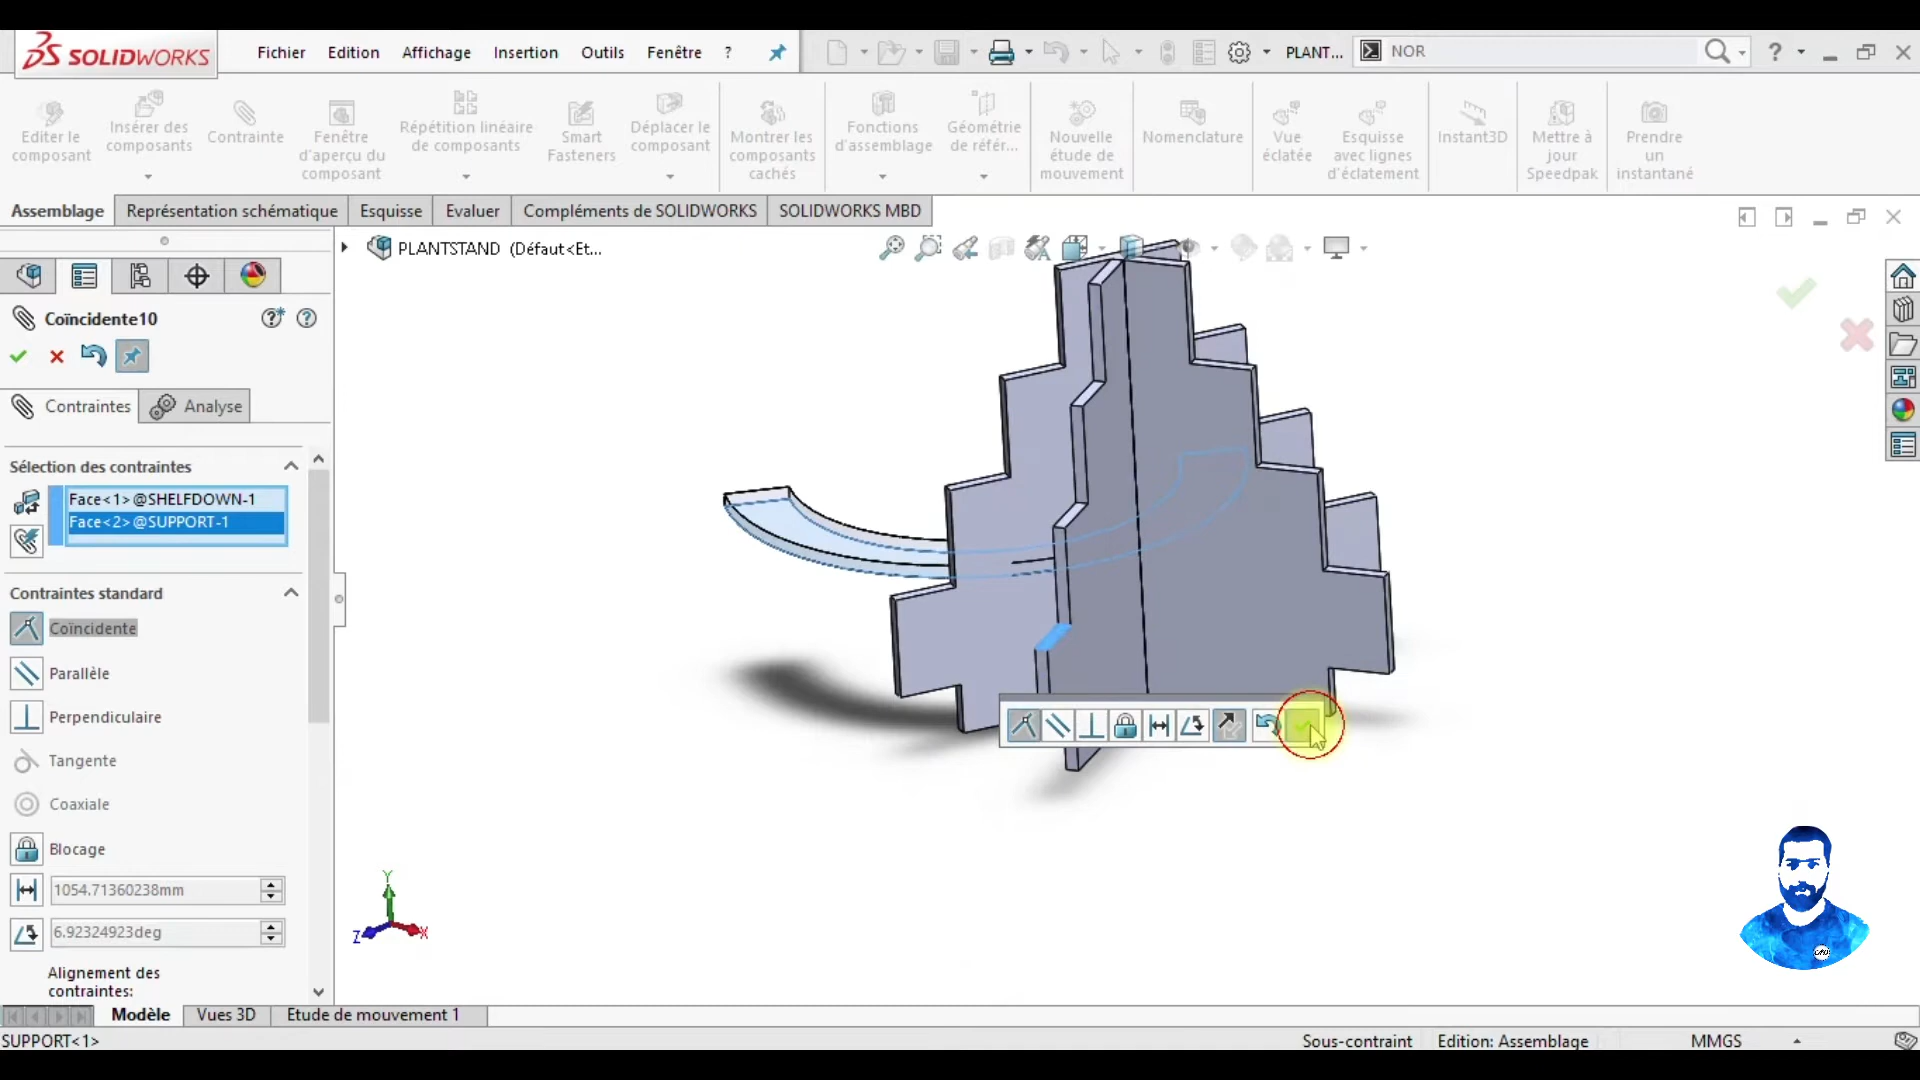 SOLIDWORKS Fichier Edition Affichage Insertion Outils Fenêtre ? PLANT... NOR ?
Editer le composant
Insérer des composants
Contrainte
Fenêtre d'aperçu du composant
Répétition linéaire de composants
Smart Fasteners
Déplacer le composant
Montrer les composants cachés
Fonctions d'assemblage
Géométrie de référ...
Nouvelle étude de mouvement
Nomenclature
Vue éclatée
Esquisse avec lignes d'éclatement
Instant3D
Mettre à jour Speedpak
Prendre un instantané
Assemblage Représentation schématique Esquisse Evaluer Compléments de SOLIDWORKS SOLIDWORKS MBD
PLANTSTAND (Défaut<Et...
Coïncidente10
Contraintes Analyse
Sélection des contraintes
Face<1>@SHELFDOWN-1
Face<2>@SUPPORT-1
Contraintes standard
Coïncidente
Parallèle
Perpendiculaire
Tangente
Coaxiale
Blocage
1054.71360238mm
6.92324923deg
Alignement des
contraintes:
Y
Z X
Modèle Vues 3D Etude de mouvement 1
SUPPORT<1> Sous-contraint Edition: Assemblage MMGS